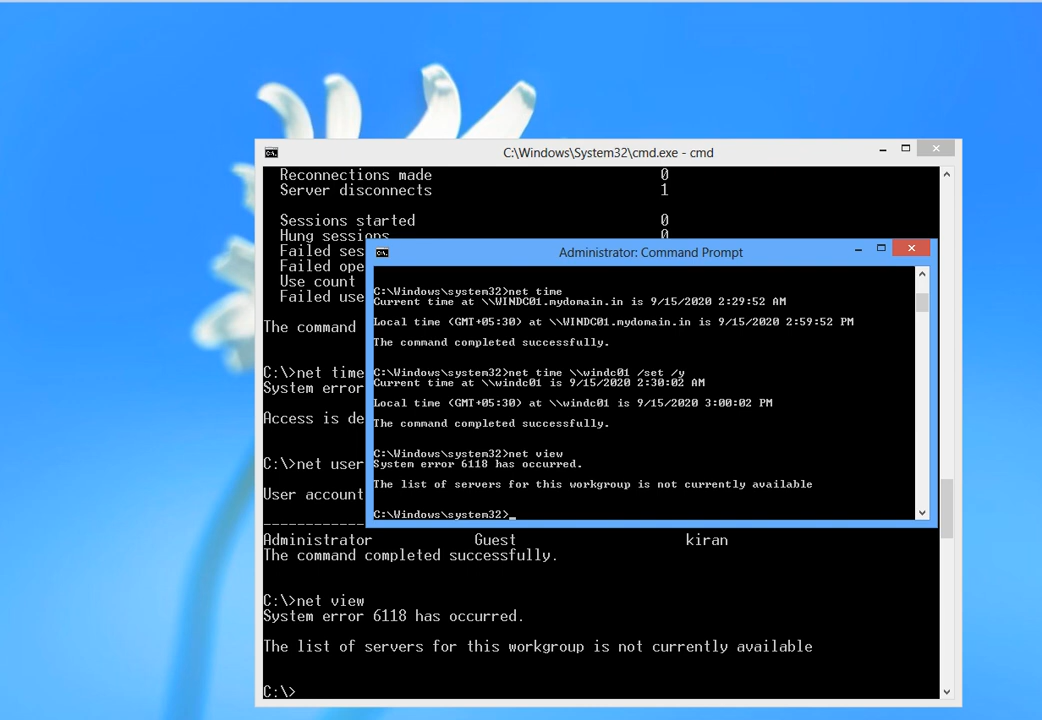 C:\Windows\System32\cmd.exe - cmd
Reconnections made 0
Server disconnects 1
Sessions started 0
Hung sessions 0
Failed ses
Failed ope
Use count
Failed use
The command
C:\>net time
System error
Access is de
C:\>net user
User account
--------------
Administrator Guest kiran
The command completed successfully.
C:\>net view
System error 6118 has occurred.
The list of servers for this workgroup is not currently available
C:\>
Administrator: Command Prompt
C:\Windows\system32>net time
Current time at \\WINDC01.mydomain.in is 9/15/2020 2:29:52 AM
Local time (GMT+05:30) at \\WINDC01.mydomain.in is 9/15/2020 2:59:52 PM
The command completed successfully.
C:\Windows\system32>net time \\windc01 /set /y
Current time at \\windc01 is 9/15/2020 2:30:02 AM
Local time (GMT+05:30) at \\windc01 is 9/15/2020 3:00:02 PM
The command completed successfully.
C:\Windows\system32>net view
System error 6118 has occurred.
The list of servers for this workgroup is not currently available
C:\Windows\system32>_